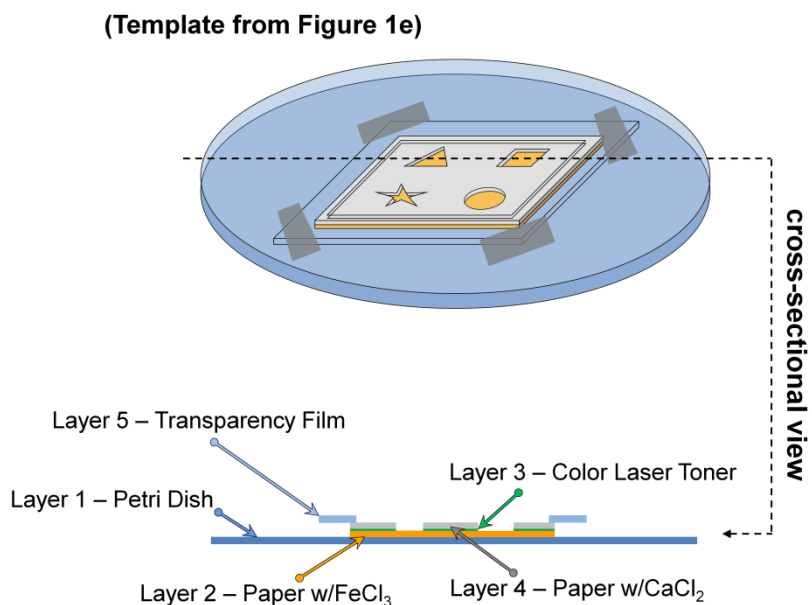 (Template from Figure 1e)
cross-sectional view
Layer 5 – Transparency Film
Layer 3 – Color Laser Toner
Layer 1 – Petri Dish
Layer 2 – Paper w/FeCl₃
Layer 4 – Paper w/CaCl₂